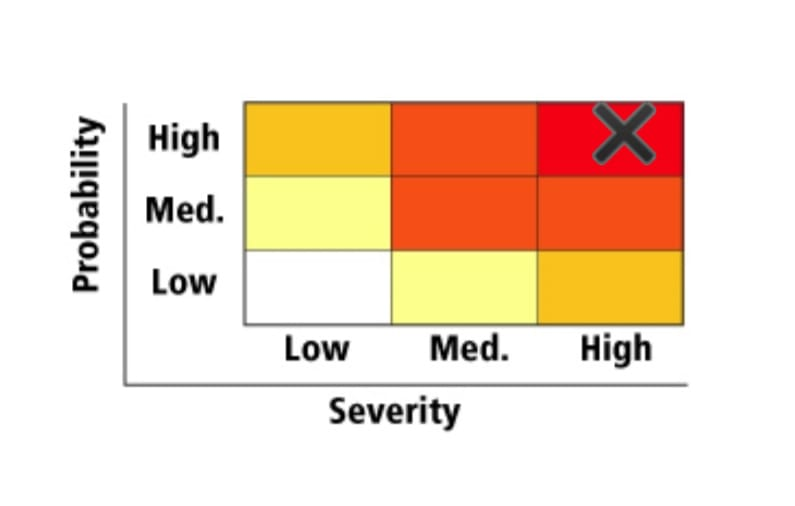 Probability
High
Med.
Low
Low Med. High
Severity